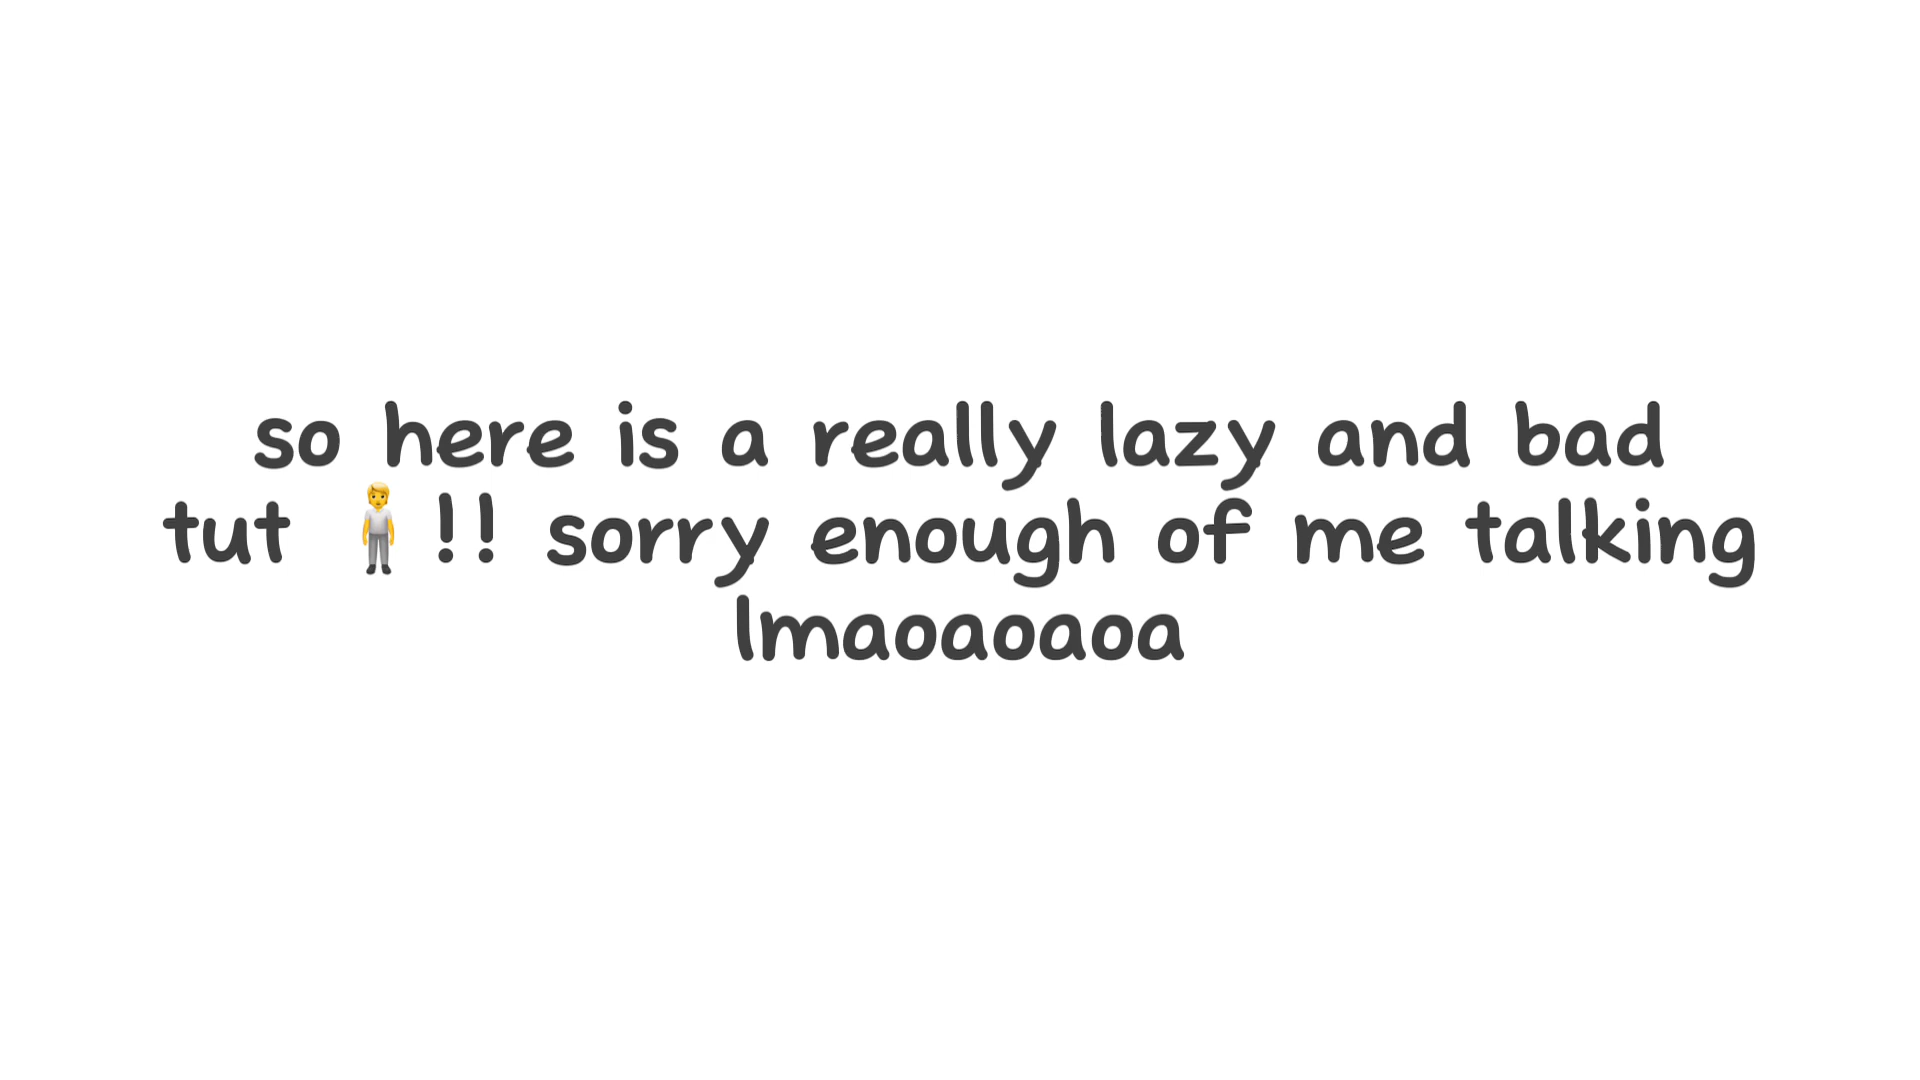 so here is a really lazy and bad
tut 🧍!! sorry enough of me talking
lmaoaoaoa